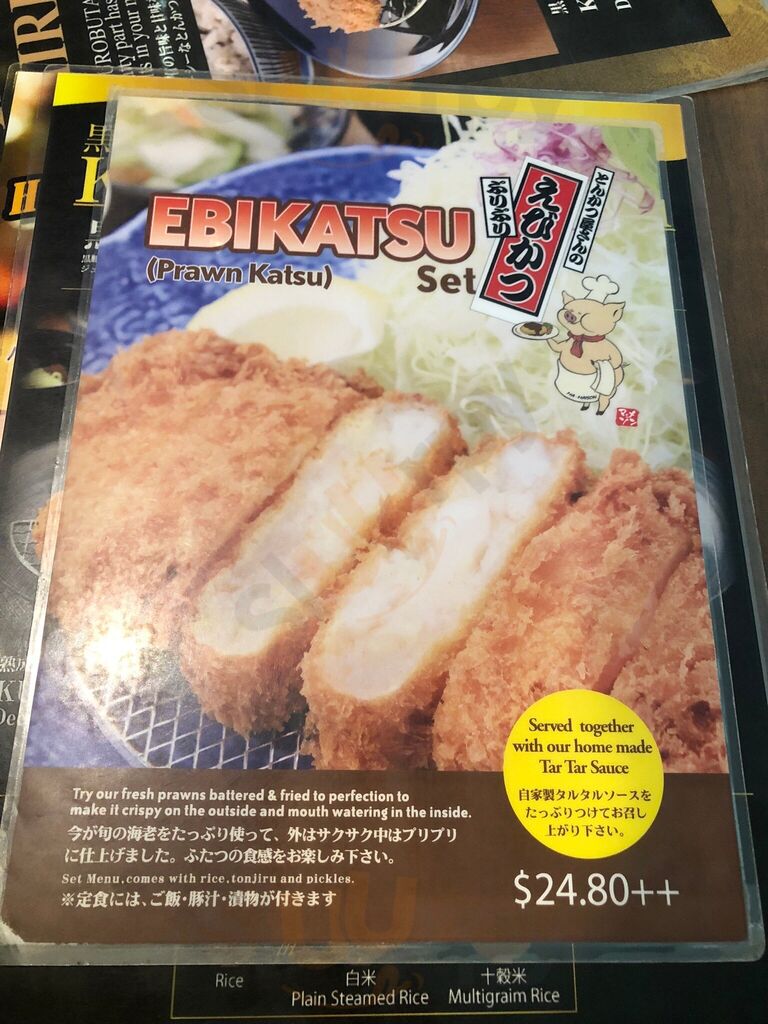 UROBUTA
ny part has
is in your m
EBIKATSU
(Prawn Katsu)
Set
とんかつ屋さんの
えびかつ
ぷりぷり
Served together
with our home made
Tar Tar Sauce
自家製タルタルソースを
たっぷりつけてお召し
上がり下さい。
Try our fresh prawns battered & fried to perfection to
make it crispy on the outside and mouth watering in the inside.
今が旬の海老をたっぷり使って、外はサクサク中はプリプリ
に仕上げました。ふたつの食感をお楽しみ下さい。
Set Menu,comes with rice,tonjiru and pickles.
※定食には、ご飯・豚汁・漬物が付きます
$24.80++
Rice
白米
Plain Steamed Rice
十穀米
Multigraim Rice